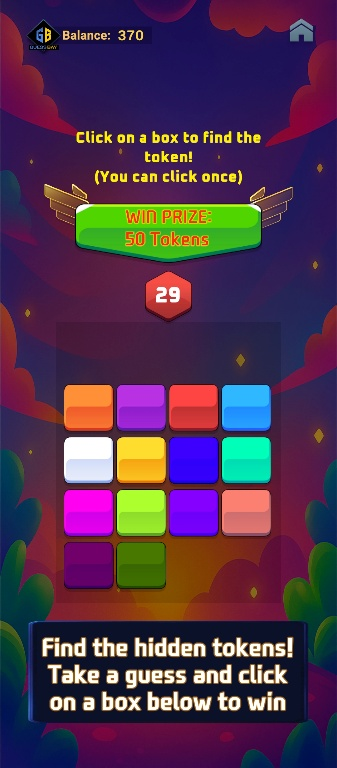 GB
Balance: 370
Click on a box to find the
token!
(You can click once)
WIN PRIZE:
50 Tokens
29
Find the hidden tokens!
Take a guess and click
on a box below to win